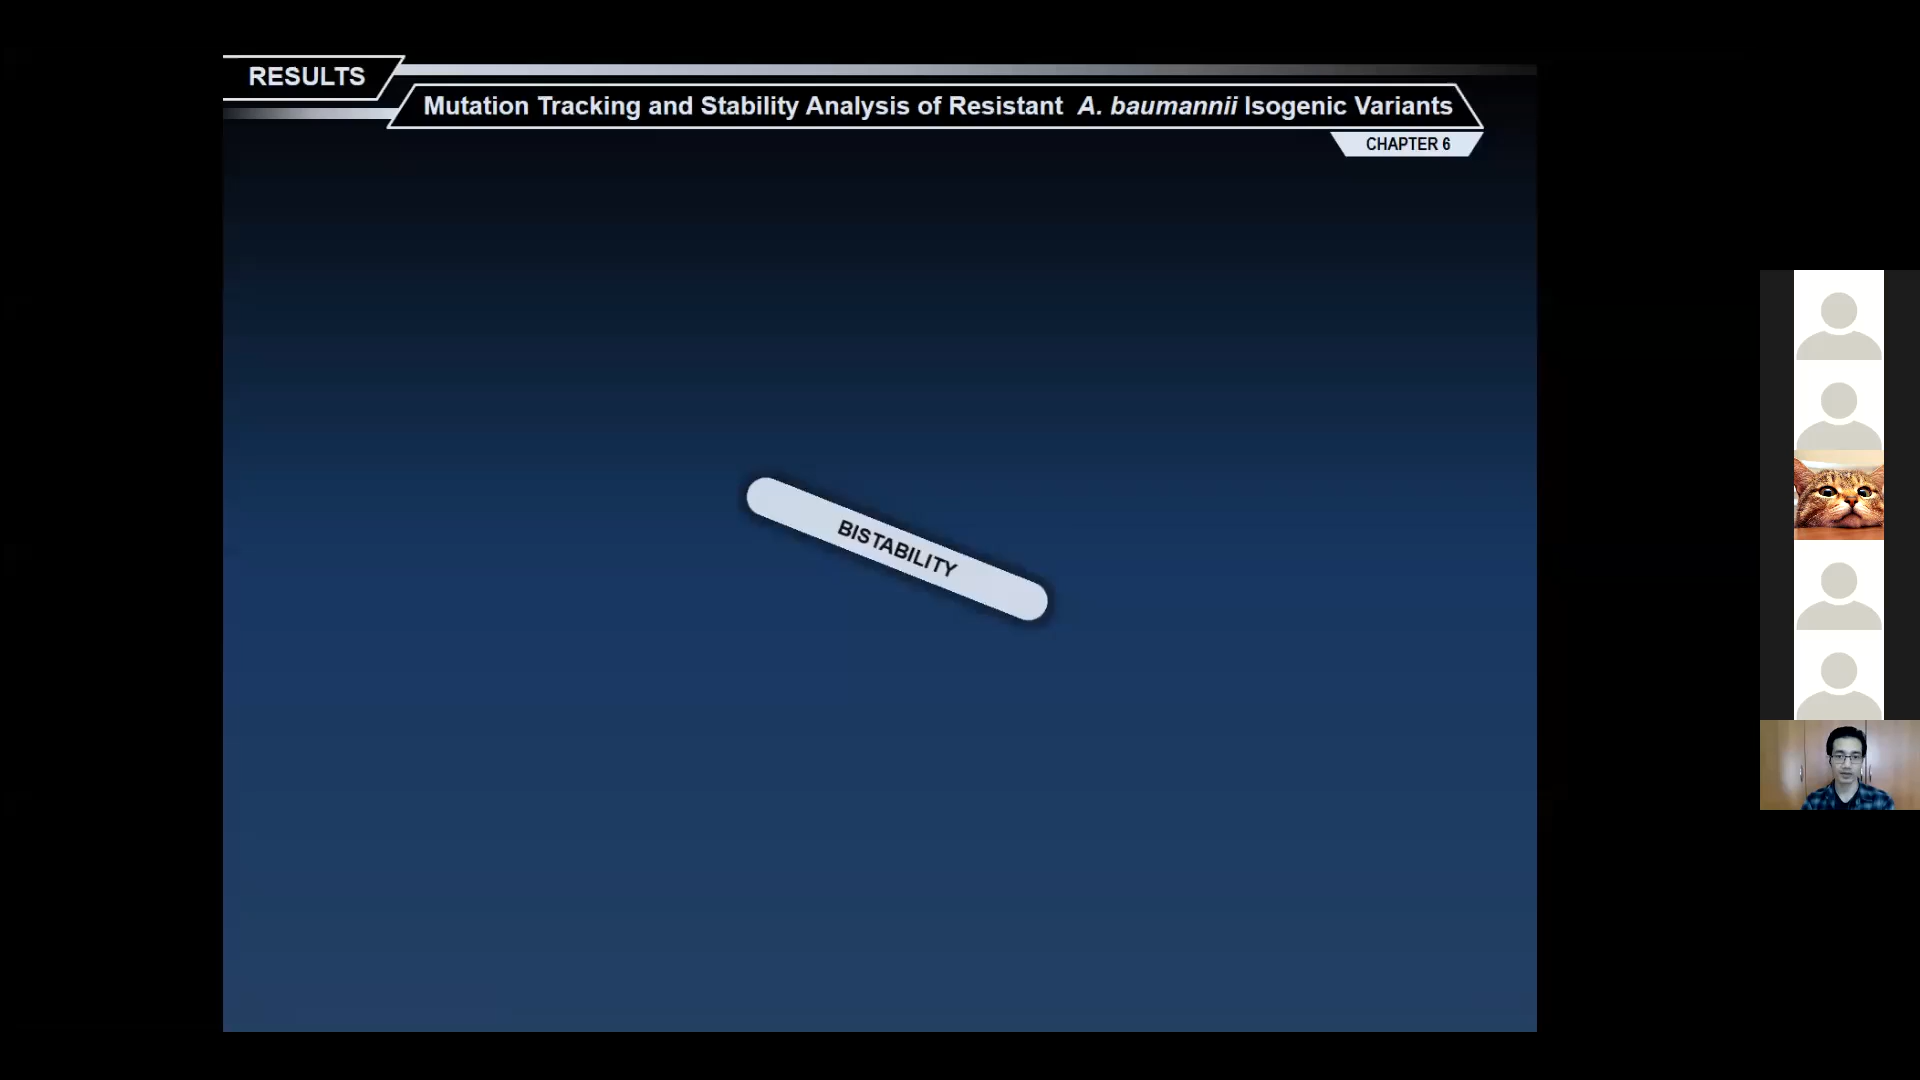 RESULTS
Mutation Tracking and Stability Analysis of Resistant A. baumannii Isogenic Variants
CHAPTER 6
BISTABILITY